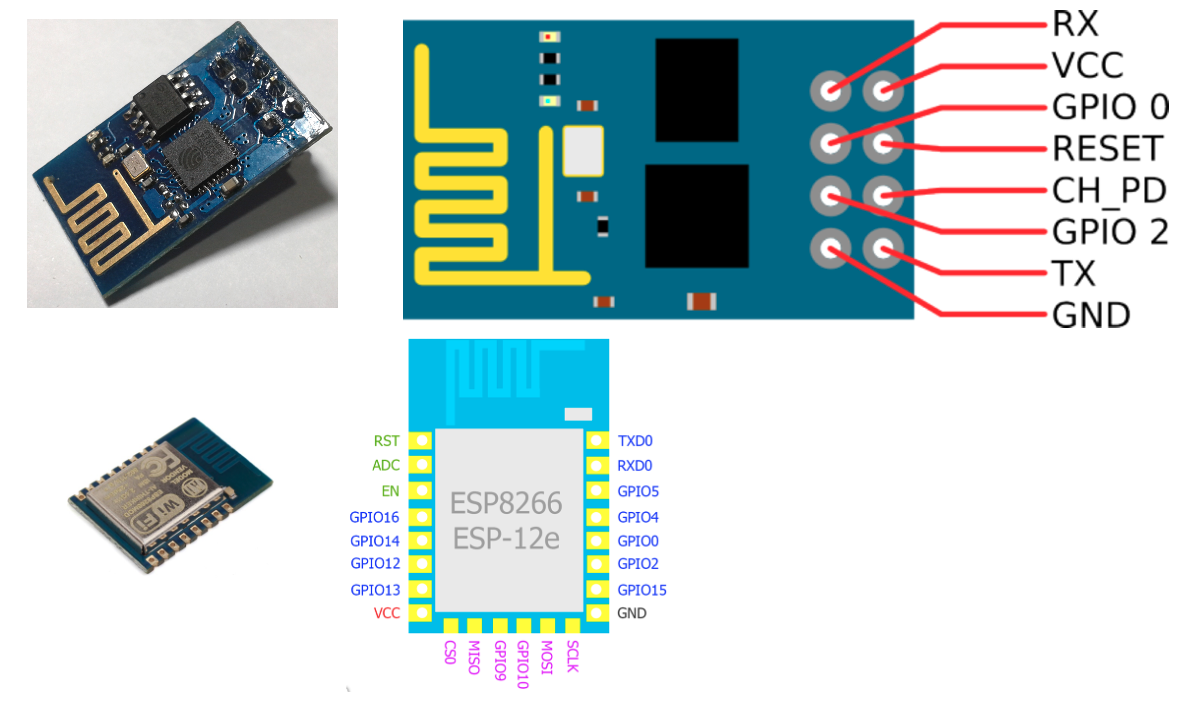 RX
VCC
GPIO 0
RESET
CH_PD
GPIO 2
TX
GND
WiFi
RST
ADC
EN
GPIO16
GPIO14
GPIO12
GPIO13
VCC
ESP8266
ESP-12e
TXD0
RXD0
GPIO5
GPIO4
GPIO0
GPIO2
GPIO15
GND
CS0
MISO
GPIO9
GPIO10
MOSI
SCLK